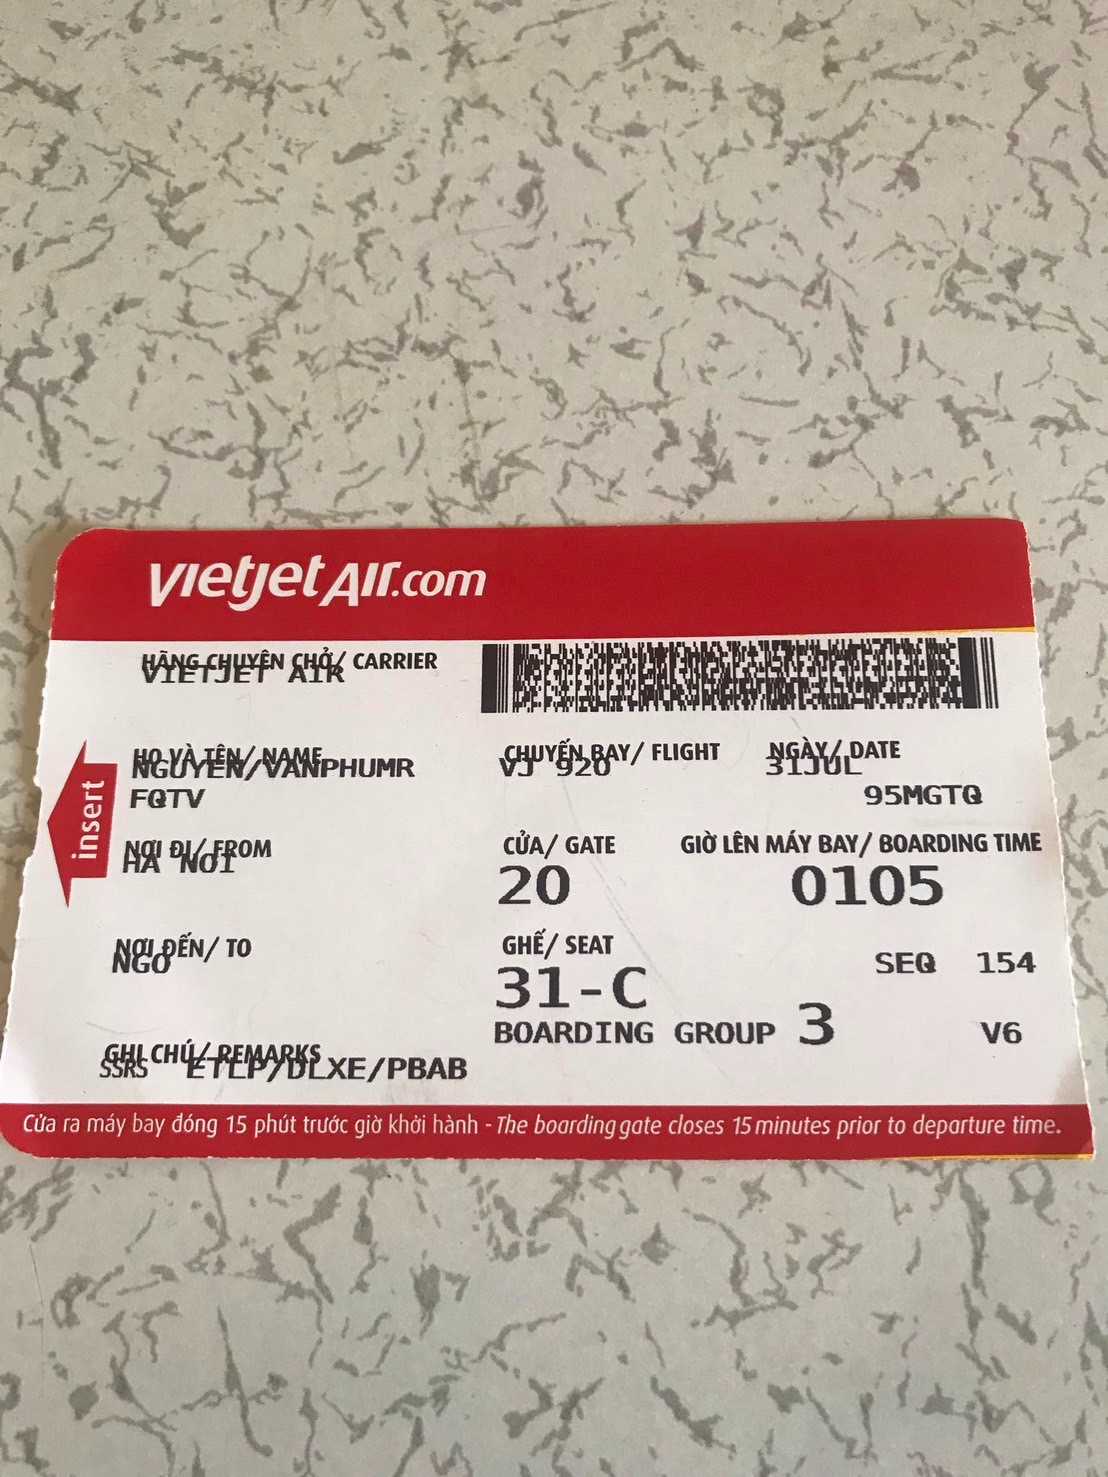 vietjetAir.com
HÃNG CHUYÊN CHỞ/ CARRIER
VIETJET AIR
HỌ VÀ TÊN/ NAME CHUYẾN BAY/ FLIGHT NGÀY/ DATE
NGUYEN/VANPHUMR VJ 920 31JUL
FQTV 95MGTQ
insert
NƠI ĐI/ FROM CỬA/ GATE GIỜ LÊN MÁY BAY/ BOARDING TIME
HA NOI 20 0105
NƠI ĐẾN/ TO GHẾ/ SEAT
NGO 31-C SEQ 154
BOARDING GROUP 3 V6
GHI CHÚ/ REMARKS
SSRS ETLP/DLXE/PBAB
Cửa ra máy bay đóng 15 phút trước giờ khởi hành - The boarding gate closes 15 minutes prior to departure time.